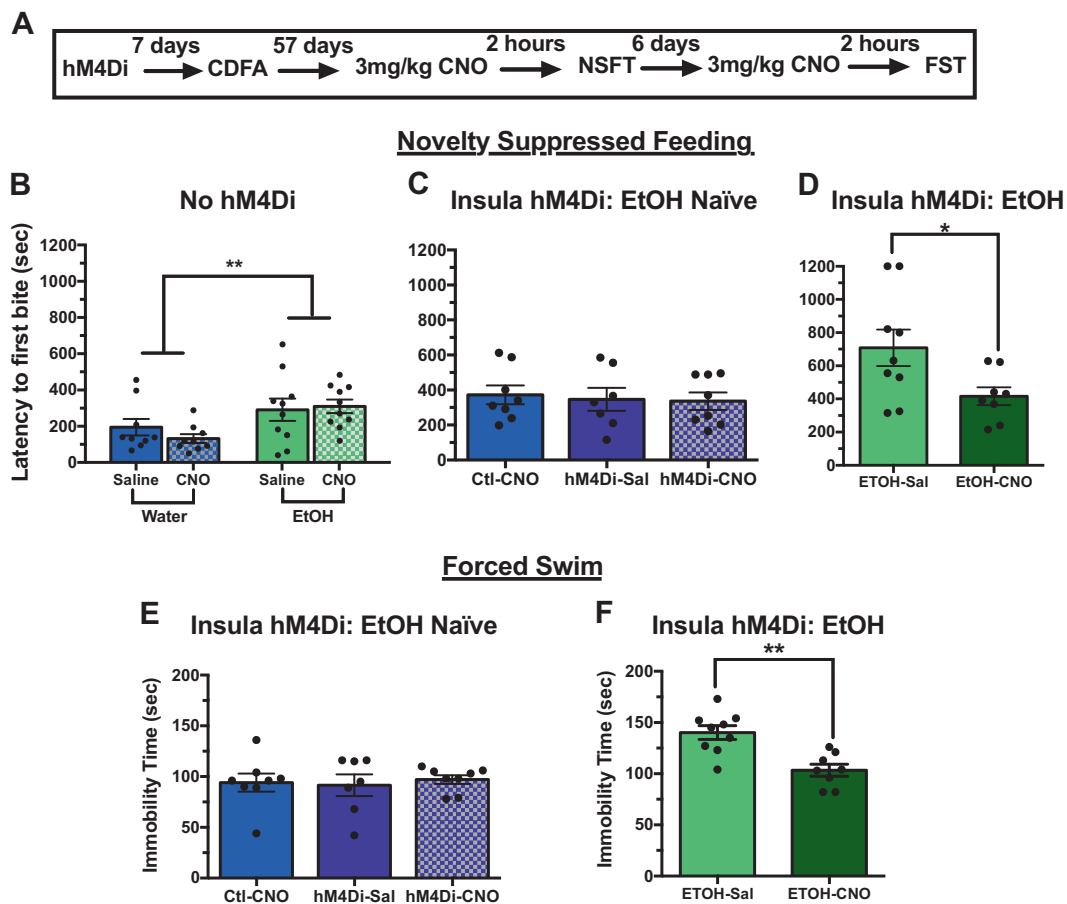 A
7 days 57 days 2 hours 6 days 2 hours
hM4Di CDFA 3mg/kg CNO NSFT 3mg/kg CNO FST
Novelty Suppressed Feeding
B
No hM4Di
Latency to first bite (sec)
1200
1000
800
600
400
200
0
**
Saline CNO Saline CNO
Water EtOH
C
Insula hM4Di: EtOH Naïve
1200
1000
800
600
400
200
0
Ctl-CNO hM4Di-Sal hM4Di-CNO
D
Insula hM4Di: EtOH
*
1200
1000
800
600
400
200
0
ETOH-Sal EtOH-CNO
Forced Swim
E
Insula hM4Di: EtOH Naïve
Immobility Time (sec)
200
150
100
50
0
Ctl-CNO hM4Di-Sal hM4Di-CNO
F
Insula hM4Di: EtOH
**
Immobility Time (sec)
200
150
100
50
0
ETOH-Sal ETOH-CNO